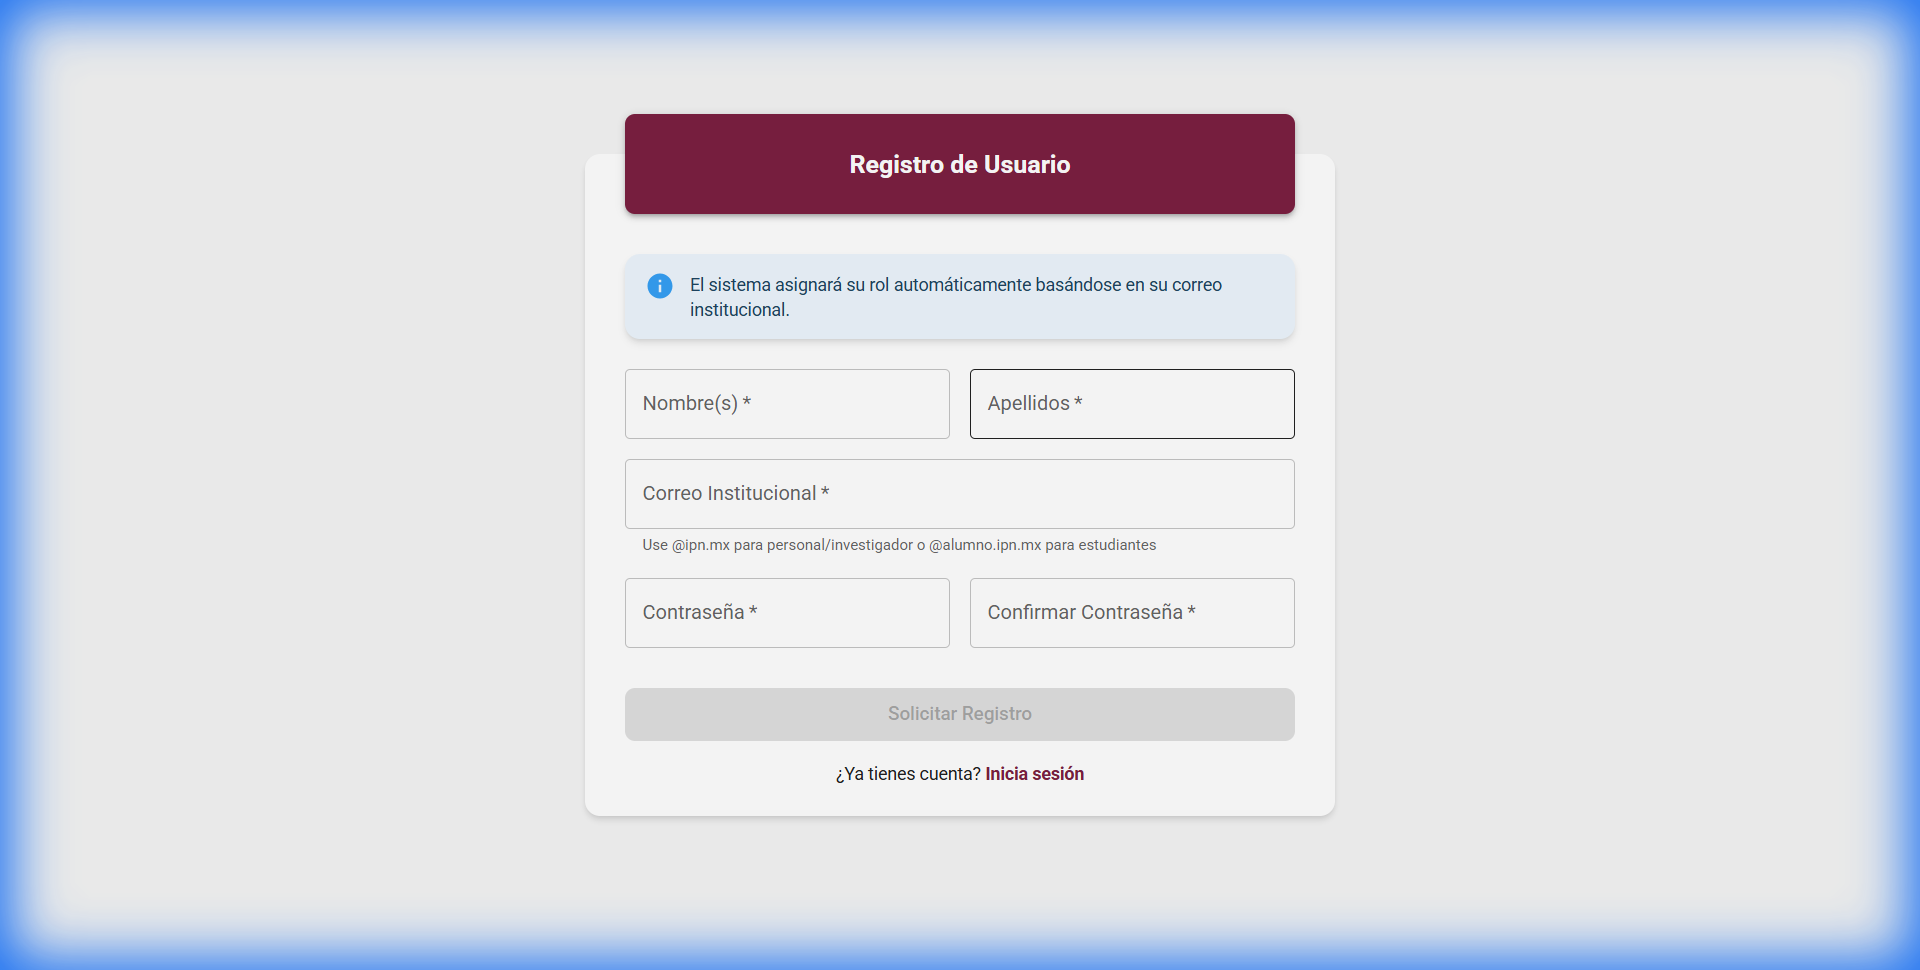 Registro de Usuario
El sistema asignará su rol automáticamente basándose en su correo
institucional.
Nombre(s) *
Apellidos *
Correo Institucional *
Use @ipn.mx para personal/investigador o @alumno.ipn.mx para estudiantes
Contraseña *
Confirmar Contraseña *
Solicitar Registro
¿Ya tienes cuenta? Inicia sesión